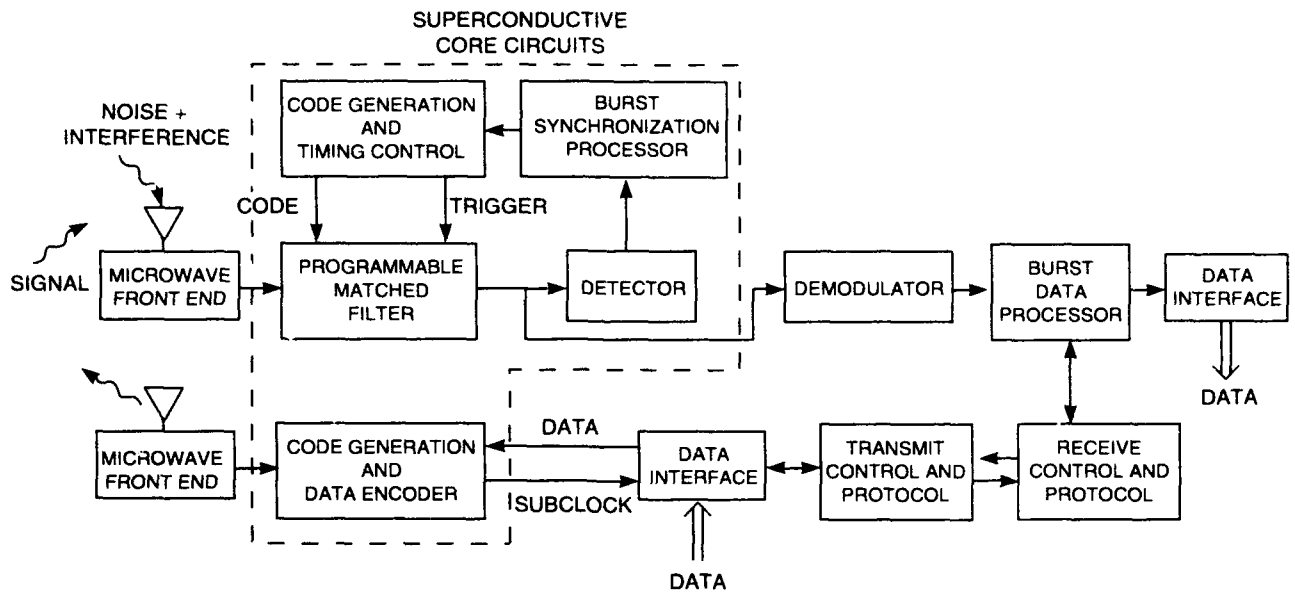 SUPERCONDUCTIVE
CORE CIRCUITS
NOISE +
INTERFERENCE
CODE GENERATION
AND
TIMING CONTROL
BURST
SYNCHRONIZATION
PROCESSOR
CODE
TRIGGER
SIGNAL
MICROWAVE
FRONT END
PROGRAMMABLE
MATCHED
FILTER
DETECTOR
DEMODULATOR
BURST
DATA
PROCESSOR
DATA
INTERFACE
DATA
MICROWAVE
FRONT END
CODE GENERATION
AND
DATA ENCODER
DATA
SUBCLOCK
DATA
INTERFACE
TRANSMIT
CONTROL AND
PROTOCOL
RECEIVE
CONTROL AND
PROTOCOL
DATA